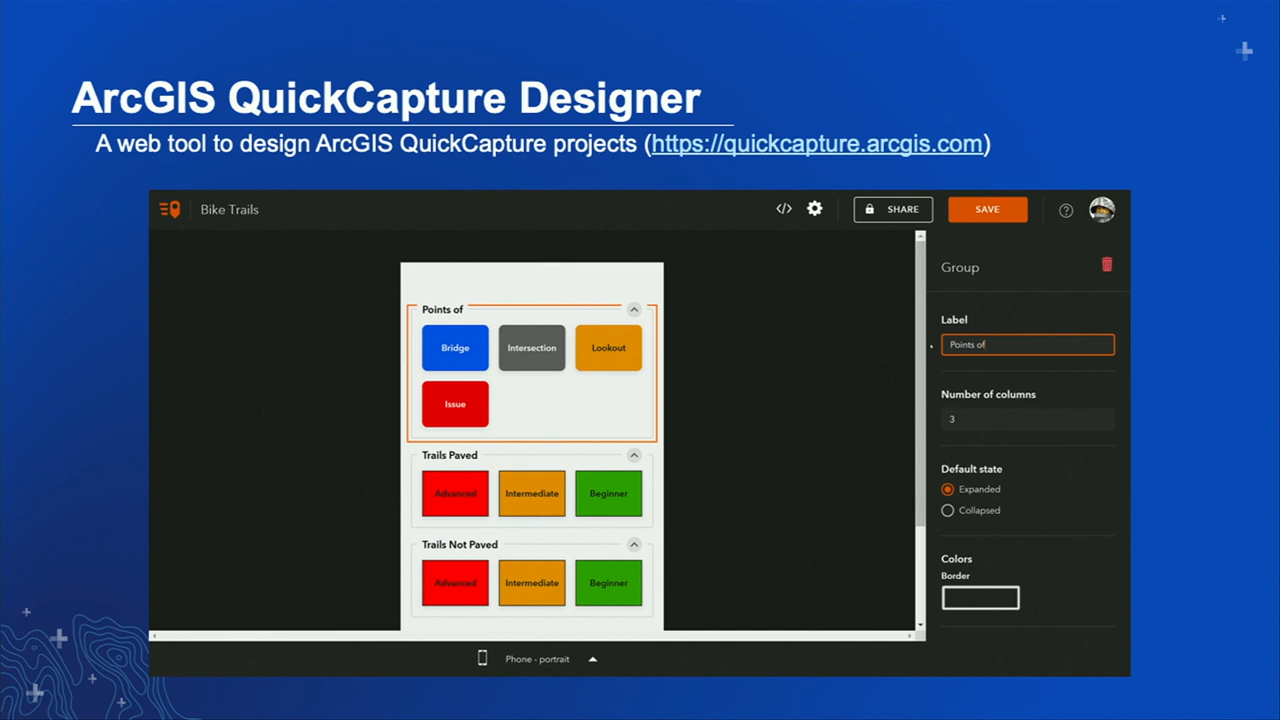 ArcGIS QuickCapture Designer
A web tool to design ArcGIS QuickCapture projects (https://quickcapture.arcgis.com)
Bike Trails
</>
SHARE
SAVE
?
Group
Points of
Bridge
Intersection
Lookout
Issue
Label
Points of
Trails Paved
Advanced
Intermediate
Beginner
Number of columns
3
Default state
Expanded
Collapsed
Trails Not Paved
Advanced
Intermediate
Beginner
Colors
Border
Phone - portrait